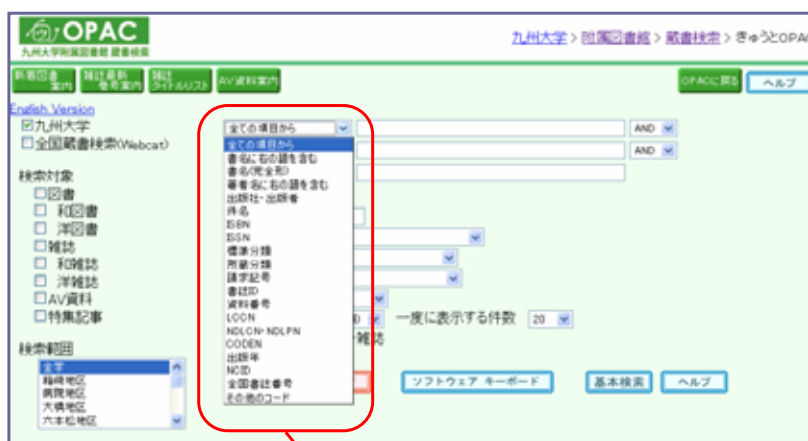 OPAC
九州大学附属図書館 蔵書検索
九州大学 > 附属図書館 > 蔵書検索 > きゅうとOPAC
新着図書案内
雑誌最新巻号案内
雑誌タイトルリスト
AV資料案内
OPACに戻る
ヘルプ
English Version
九州大学
全国蔵書検索(Webcat)
検索対象
図書
和図書
洋図書
雑誌
和雑誌
洋雑誌
AV資料
特集記事
検索範囲
全学
箱崎地区
病院地区
大橋地区
六本松地区
全ての項目から
AND
AND
全ての項目から
書名に右の語を含む
書名(完全形)
著者名に右の語を含む
出版社・出版者
件名
ISBN
ISSN
標準分類
所蔵分類
請求記号
書誌ID
資料番号
LCCN
NDLCN・NDLPN
CODEN
出版年
NCID
全国書誌番号
その他のコード
一度に表示する件数 20
雑誌
ソフトウェア キーボード
基本検索
ヘルプ